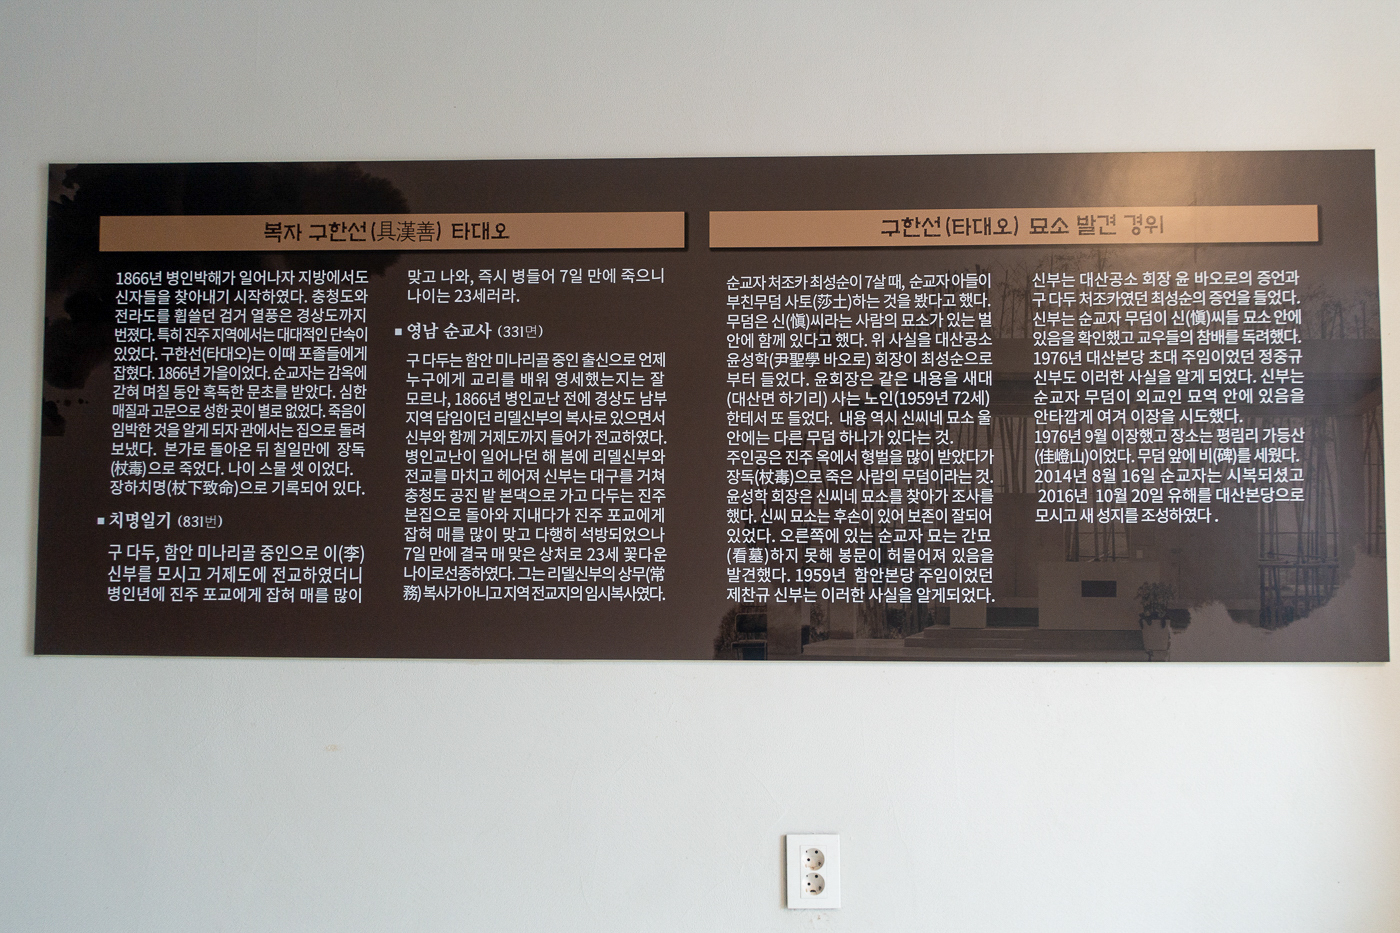 복자 구한선(具漢善) 타대오
1866년 병인박해가 일어나자 지방에서도
신자들을 찾아내기 시작하였다. 충청도와
전라도를 휩쓸던 검거 열풍은 경상도까지
번졌다. 특히 진주 지역에서는 대대적인 단속이
있었다. 구한선(타대오)는 이때 포졸들에게
잡혔다. 1866년 가을이었다. 순교자는 감옥에
갇혀 며칠 동안 혹독한 문초를 받았다. 심한
매질과 고문으로 성한 곳이 별로 없었다. 죽음이
임박한 것을 알게 되자 관에서는 집으로 돌려
보냈다. 본가로 돌아온 뒤 칠일만에 장독
(杖毒)으로 죽었다. 나이 스물 셋 이었다.
장하치명(杖下致命)으로 기록되어 있다.
■ 치명일기 (831번)
구 다두, 함안 미나리골 중인으로 이(李)
신부를 모시고 거제도에 전교하였더니
병인년에 진주 포교에게 잡혀 매를 많이
맞고 나와, 즉시 병들어 7일 만에 죽으니
나이는 23세러라.
■ 영남 순교사 (331면)
구 다두는 함안 미나리골 중인 출신으로 언제
누구에게 교리를 배워 영세했는지는 잘
모르나, 1866년 병인교난 전에 경상도 남부
지역 담임이던 리델신부의 복사로 있으면서
신부와 함께 거제도까지 들어가 전교하였다.
병인교난이 일어나던 해 봄에 리델신부와
전교를 마치고 헤어져 신부는 대구를 거쳐
충청도 공진 밭 본댁으로 가고 다두는 진주
본집으로 돌아와 지내다가 진주 포교에게
잡혀 매를 많이 맞고 다행히 석방되었으나
7일 만에 결국 매 맞은 상처로 23세 꽃다운
나이로선종하였다. 그는 리델신부의 상무(常
務)복사가 아니고 지역 전교지의 임시복사였다.
구한선(타대오) 묘소 발견 경위
순교자 처조카 최성순이 7살 때, 순교자 아들이
부친무덤 사토(莎土)하는 것을 봤다고 했다.
무덤은 신(愼)씨라는 사람의 묘소가 있는 벌
안에 함께 있다고 했다. 위 사실을 대산공소
윤성학(尹聖學 바오로) 회장이 최성순으로
부터 들었다. 윤회장은 같은 내용을 새대
(대산면 하기리) 사는 노인(1959년 72세)
한테서 또 들었다. 내용 역시 신씨네 묘소 울
안에는 다른 무덤 하나가 있다는 것.
주인공은 진주 옥에서 형벌을 많이 받았다가
장독(杖毒)으로 죽은 사람의 무덤이라는 것.
윤성학 회장은 신씨네 묘소를 찾아가 조사를
했다. 신씨 묘소는 후손이 있어 보존이 잘되어
있었다. 오른쪽에 있는 순교자 묘는 간묘
(看墓)하지 못해 봉문이 허물어져 있음을
발견했다. 1959년 함안본당 주임이었던
제찬규 신부는 이러한 사실을 알게되었다.
신부는 대산공소 회장 윤 바오로의 증언과
구 다두 처조카였던 최성순의 증언을 들었다.
신부는 순교자 무덤이 신(愼)씨들 묘소 안에
있음을 확인했고 교우들의 참배를 독려했다.
1976년 대산본당 초대 주임이었던 정중규
신부도 이러한 사실을 알게 되었다. 신부는
순교자 무덤이 외교인 묘역 안에 있음을
안타깝게 여겨 이장을 시도했다.
1976년 9월 이장했고 장소는 평림리 가등산
(佳嶝山)이었다. 무덤 앞에 비(碑)를 세웠다.
2014년 8월 16일 순교자는 시복되셨고
2016년 10월 20일 유해를 대산본당으로
모시고 새 성지를 조성하였다.